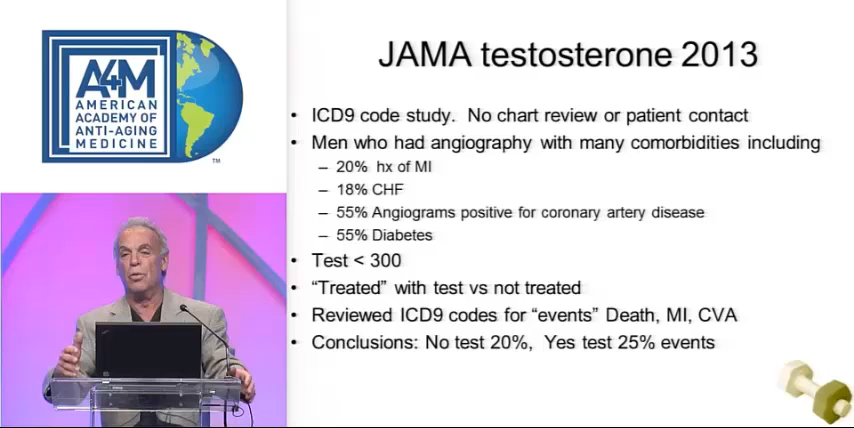 A4M
AMERICAN
ACADEMY OF
ANTI-AGING
MEDICINE
TM
JAMA testosterone 2013
• ICD9 code study.  No chart review or patient contact
• Men who had angiography with many comorbidities including
– 20%  hx of MI
– 18% CHF
– 55% Angiograms positive for coronary artery disease
– 55% Diabetes
• Test < 300
• “Treated” with test vs not treated
• Reviewed ICD9 codes for “events” Death, MI, CVA
• Conclusions: No test 20%,  Yes test 25% events